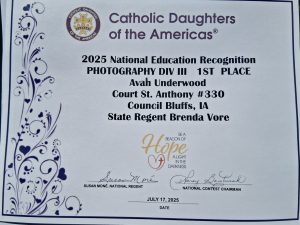 Catholic Daughters
of the Americas®
2025 National Education Recognition
PHOTOGRAPHY DIV III 1ST PLACE
Avah Underwood
Court St. Anthony #330
Council Bluffs, IA
State Regent Brenda Vore
BE A
BEACON OF
Hope
A LIGHT
IN THE
DARKNESS
SUSAN MONÉ, NATIONAL REGENT
NATIONAL CONTEST CHAIRMAN
JULY 17, 2025
DATE